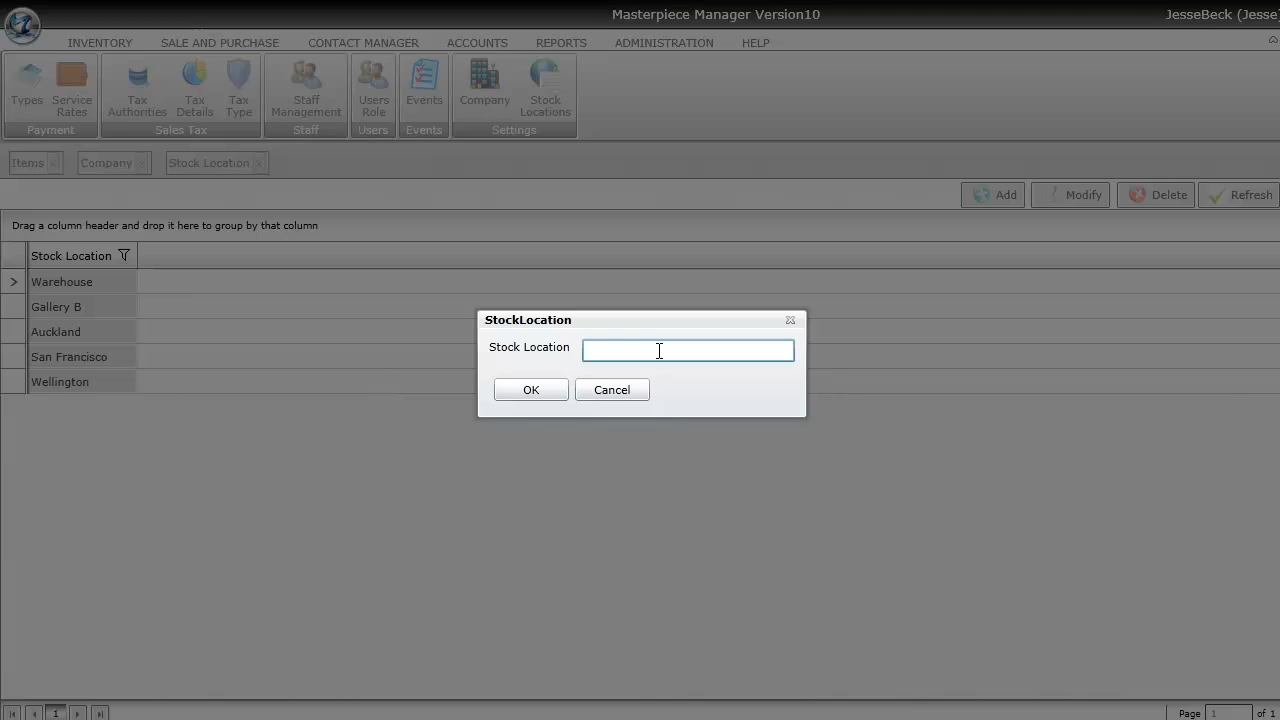 Masterpiece Manager Version10
JesseBeck (Jesse
INVENTORY SALE AND PURCHASE CONTACT MANAGER ACCOUNTS REPORTS ADMINISTRATION HELP
Types Service Rates Tax Authorities Tax Details Tax Type Staff Management Users Role Events Company Stock Locations
Payment Sales Tax Staff Users Events Settings
Items x Company x Stock Location x
Add Modify Delete Refresh
Drag a column header and drop it here to group by that column
Stock Location
Warehouse
Gallery B
Auckland
San Francisco
Wellington
StockLocation
Stock Location
OK Cancel
1 Page 1 of 1